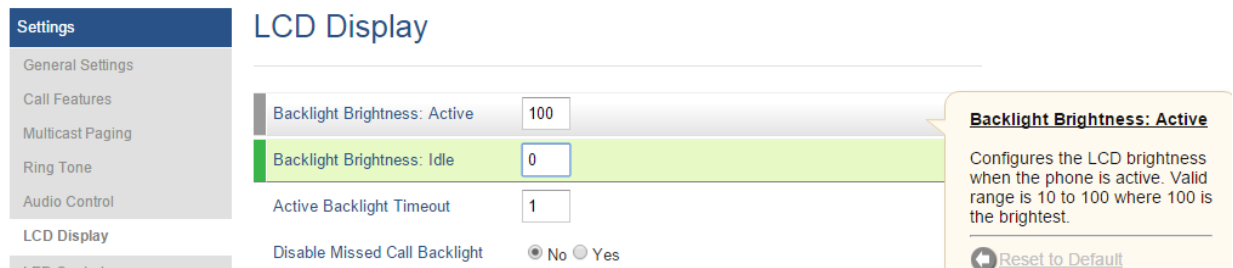 Settings
LCD Display
General Settings
Call Features
Multicast Paging
Ring Tone
Audio Control
LCD Display
Backlight Brightness: Active 100
Backlight Brightness: Idle 0
Active Backlight Timeout 1
Disable Missed Call Backlight No Yes
Backlight Brightness: Active
Configures the LCD brightness
when the phone is active. Valid
range is 10 to 100 where 100 is
the brightest.
Reset to Default